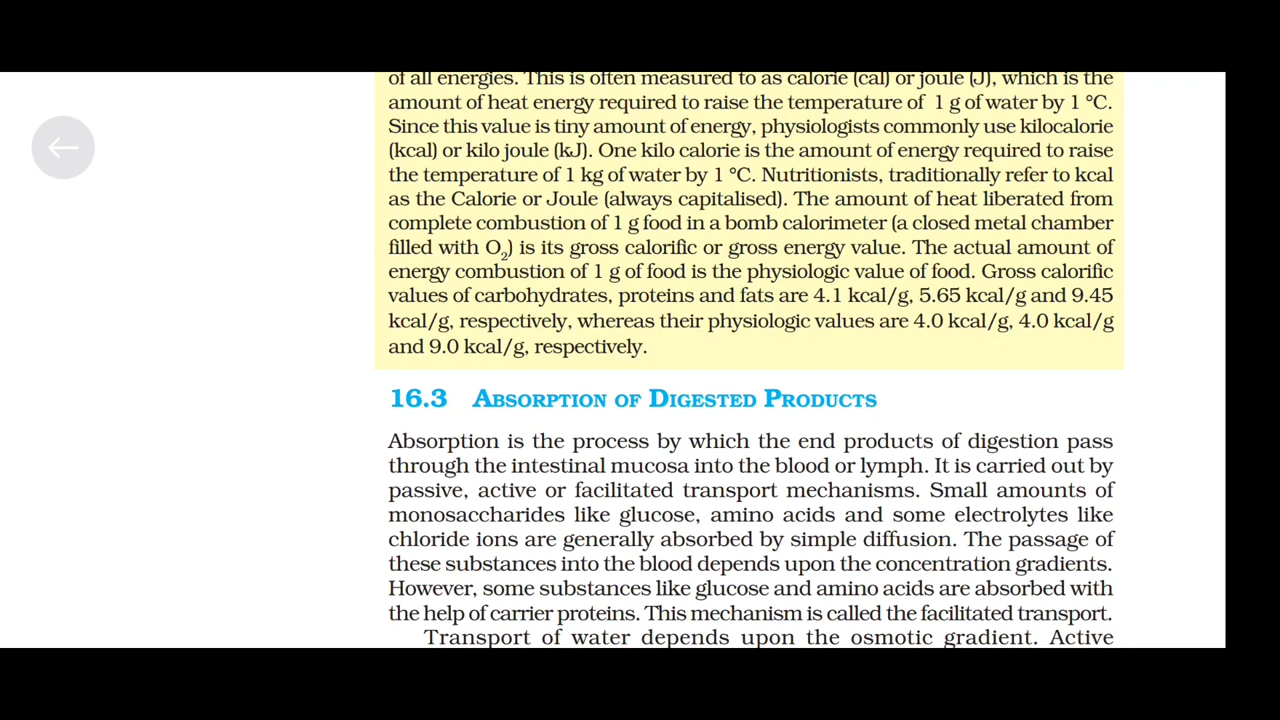 of all energies. This is often measured to as calorie (cal) or joule (J), which is the
amount of heat energy required to raise the temperature of 1 g of water by 1 °C.
Since this value is tiny amount of energy, physiologists commonly use kilocalorie
(kcal) or kilo joule (kJ). One kilo calorie is the amount of energy required to raise
the temperature of 1 kg of water by 1 °C. Nutritionists, traditionally refer to kcal
as the Calorie or Joule (always capitalised). The amount of heat liberated from
complete combustion of 1 g food in a bomb calorimeter (a closed metal chamber
filled with O₂) is its gross calorific or gross energy value. The actual amount of
energy combustion of 1 g of food is the physiologic value of food. Gross calorific
values of carbohydrates, proteins and fats are 4.1 kcal/g, 5.65 kcal/g and 9.45
kcal/g, respectively, whereas their physiologic values are 4.0 kcal/g, 4.0 kcal/g
and 9.0 kcal/g, respectively.
16.3 Absorption of Digested Products
Absorption is the process by which the end products of digestion pass
through the intestinal mucosa into the blood or lymph. It is carried out by
passive, active or facilitated transport mechanisms. Small amounts of
monosaccharides like glucose, amino acids and some electrolytes like
chloride ions are generally absorbed by simple diffusion. The passage of
these substances into the blood depends upon the concentration gradients.
However, some substances like glucose and amino acids are absorbed with
the help of carrier proteins. This mechanism is called the facilitated transport.
Transport of water depends upon the osmotic gradient. Active